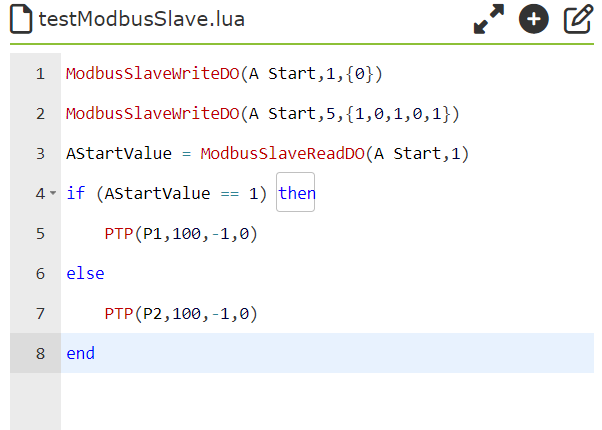 testModbusSlave.lua
1 ModbusSlaveWriteDO(A Start,1,{0})
2 ModbusSlaveWriteDO(A Start,5,{1,0,1,0,1})
3 AStartValue = ModbusSlaveReadDO(A Start,1)
4 if (AStartValue == 1) then
5 PTP(P1,100,-1,0)
6 else
7 PTP(P2,100,-1,0)
8 end